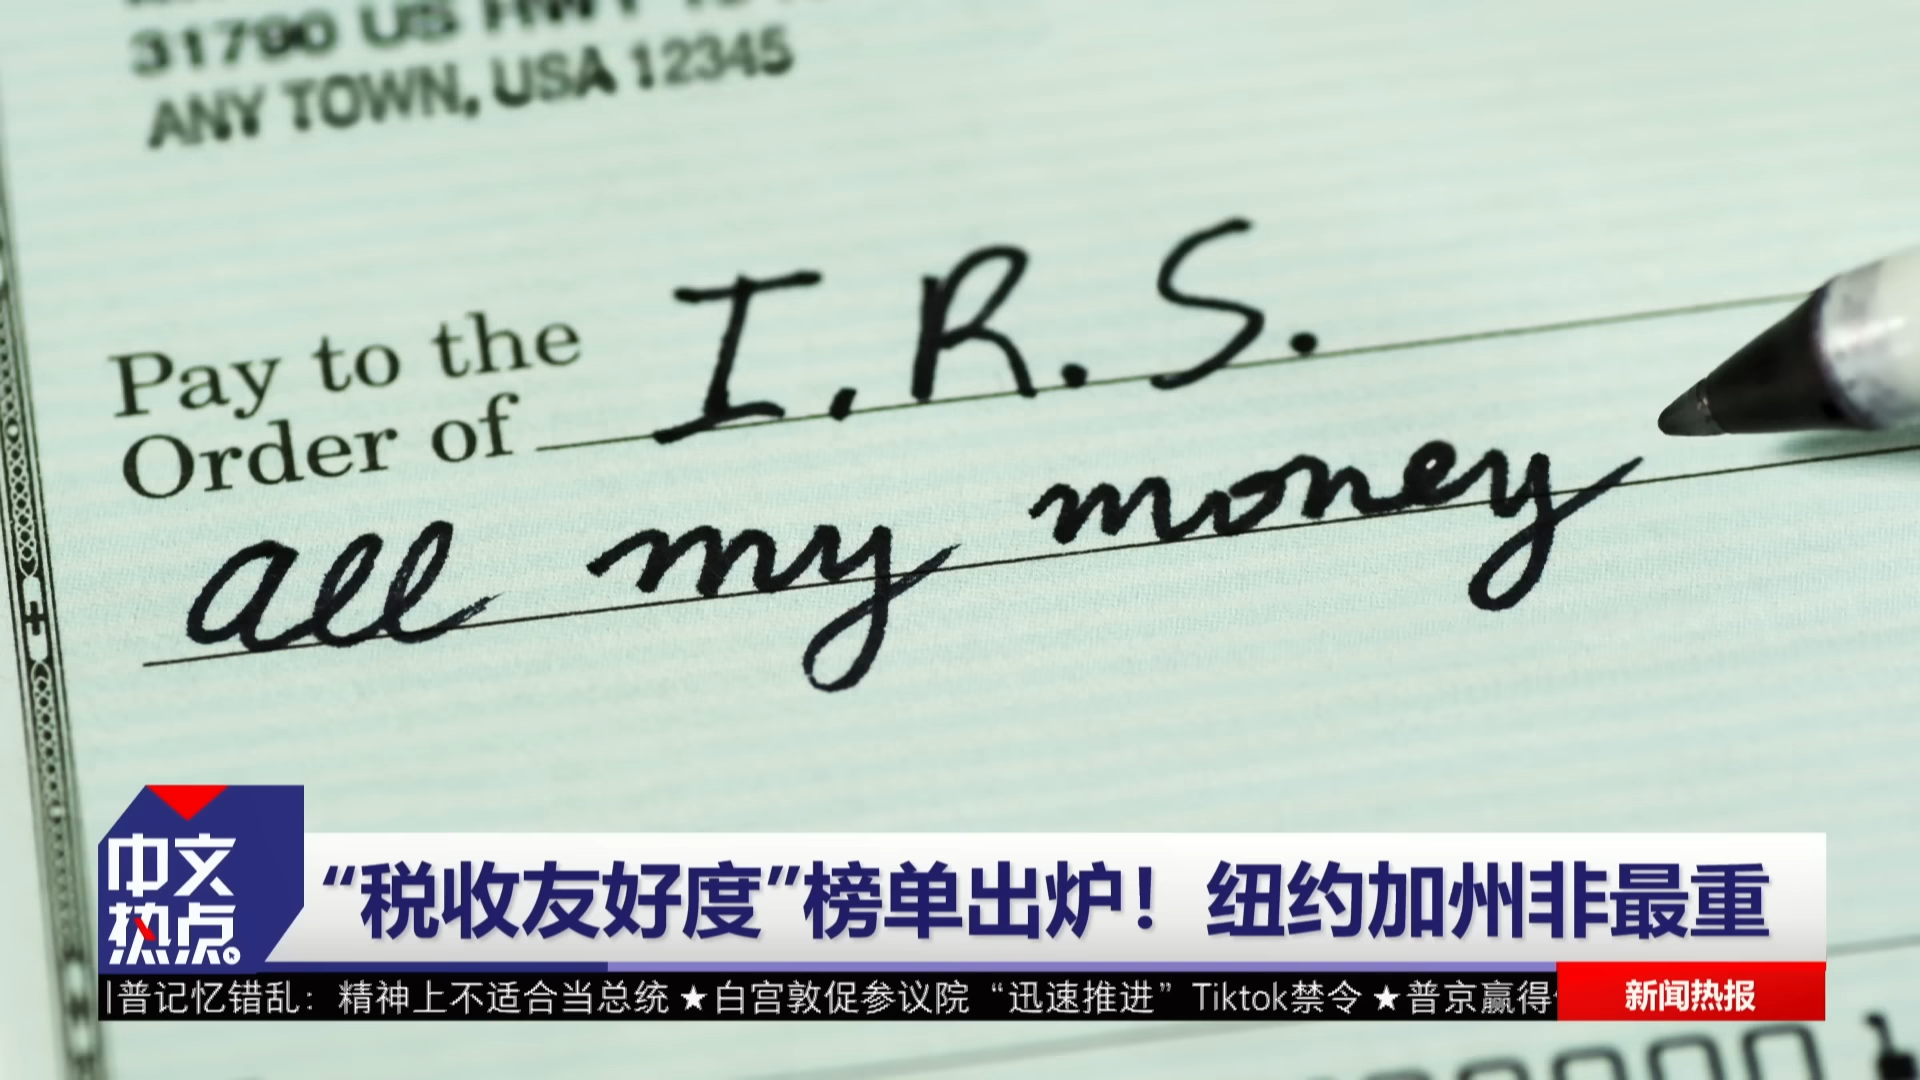 31790 US HWY
ANY TOWN, USA 12345
Pay to the
Order of I.R.S.
all my money
中文
热点
“税收友好度”榜单出炉！纽约加州非最重
普记忆错乱：精神上不适合当总统 ★ 白宫敦促参议院“迅速推进”Tiktok禁令 ★ 普京赢得
新闻热报